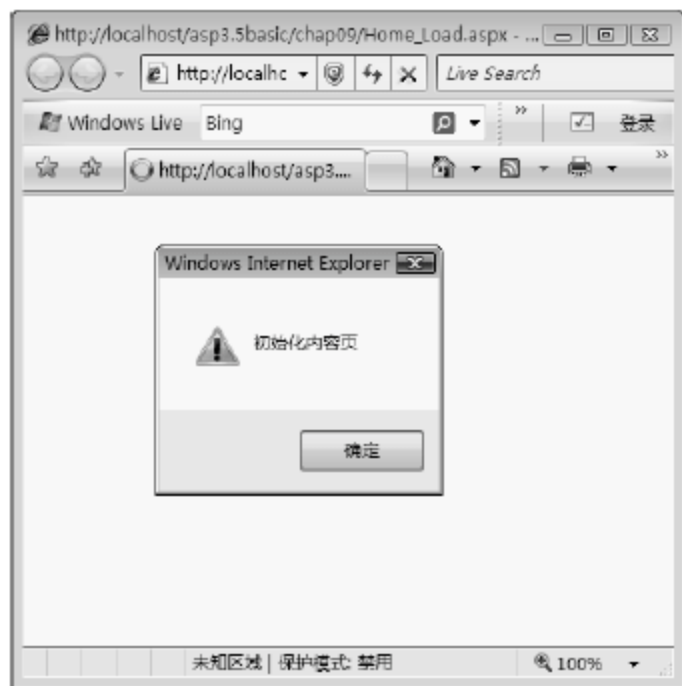 http://localhost/asp3.5basic/chap09/Home_Load.aspx - ...
http://localhc
Live Search
Windows Live
Bing
登录
http://localhost/asp3....
Windows Internet Explorer
初始化内容页
确定
未知区域 | 保护模式: 禁用
100%